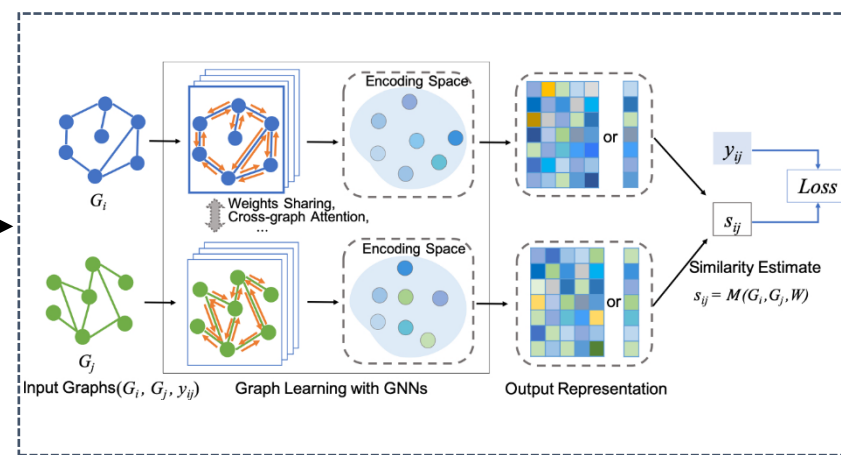 Encoding Space
or
G_i
y_ij
Loss
s_ij
Weights Sharing,
Cross-graph Attention,
...
Encoding Space
or
Similarity Estimate
s_ij = M(G_i,G_j,W)
G_j
Input Graphs(G_i, G_j, y_ij)
Graph Learning with GNNs
Output Representation